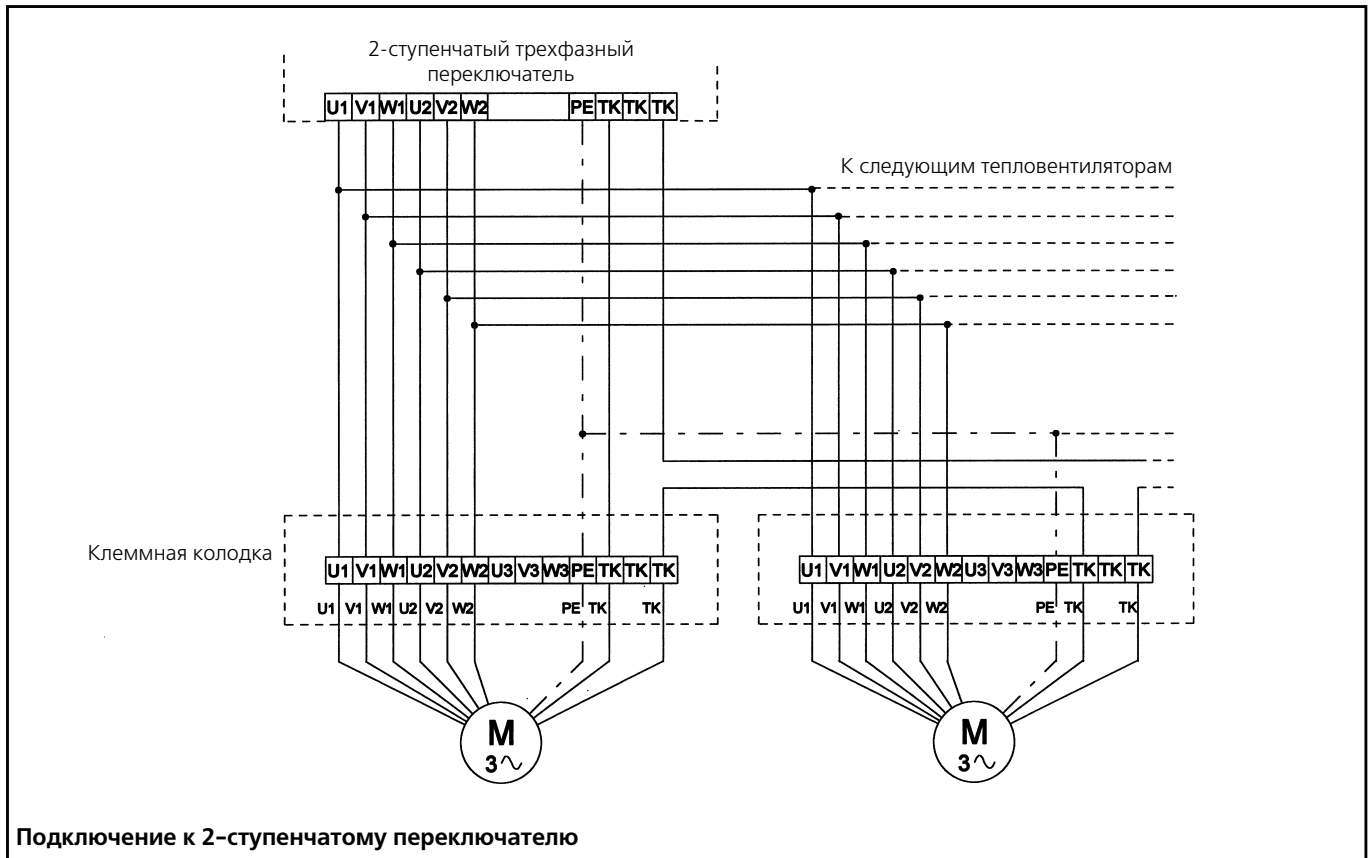 2-ступенчатый трехфазный
переключатель
U1 V1 W1 U2 V2 W2 PE TK TK TK
К следующим тепловентиляторам
Клеммная колодка
U1 V1 W1 U2 V2 W2 U3 V3 W3 PE TK TK TK
U1 V1 W1 U2 V2 W2 U3 V3 W3 PE TK TK TK
U1 V1 W1 U2 V2 W2 PE TK TK
U1 V1 W1 U2 V2 W2 PE TK TK
M
3~
M
3~
Подключение к 2-ступенчатому переключателю